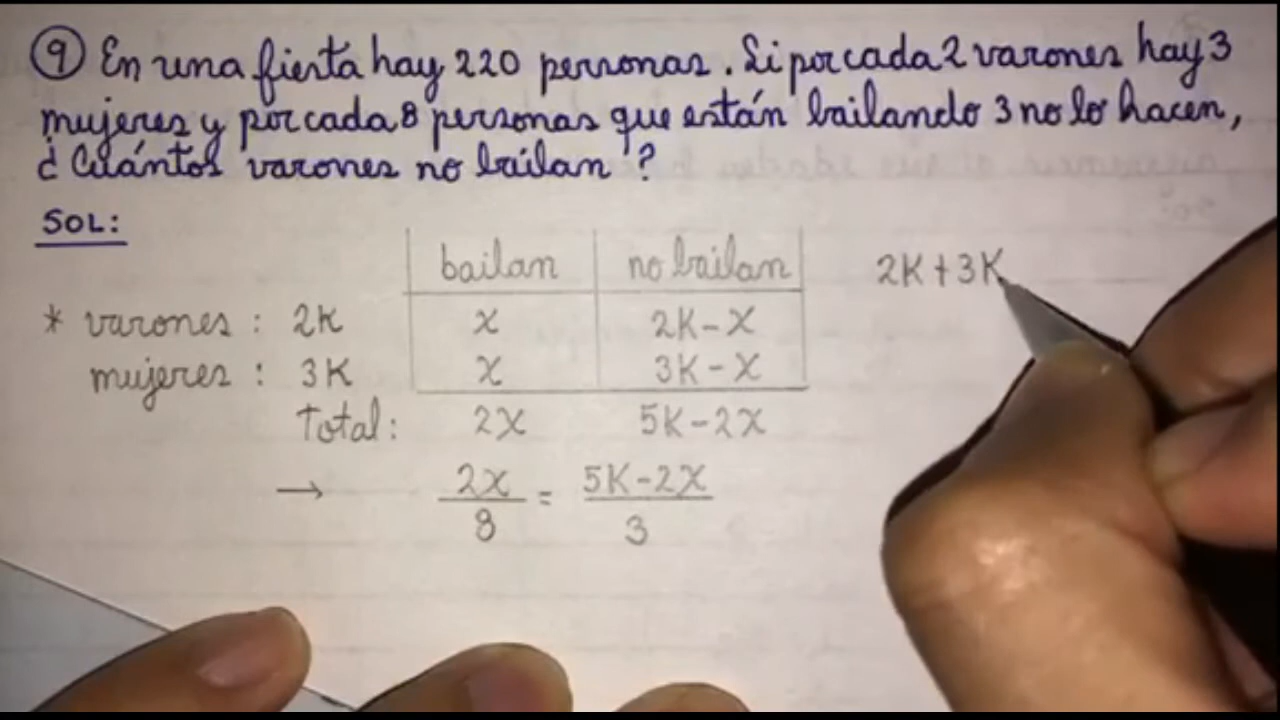 9 En una fiesta hay 220 personas. Si por cada 2 varones hay 3
mujeres y por cada 8 personas que están bailando 3 no lo hacen,
¿Cuántos varones no bailan?
SOL:
bailan no bailan 2K+3K
* varones: 2K x 2K-x
mujeres: 3K x 3K-x
Total: 2x 5K-2x
→ 2x/8 = 5K-2x/3